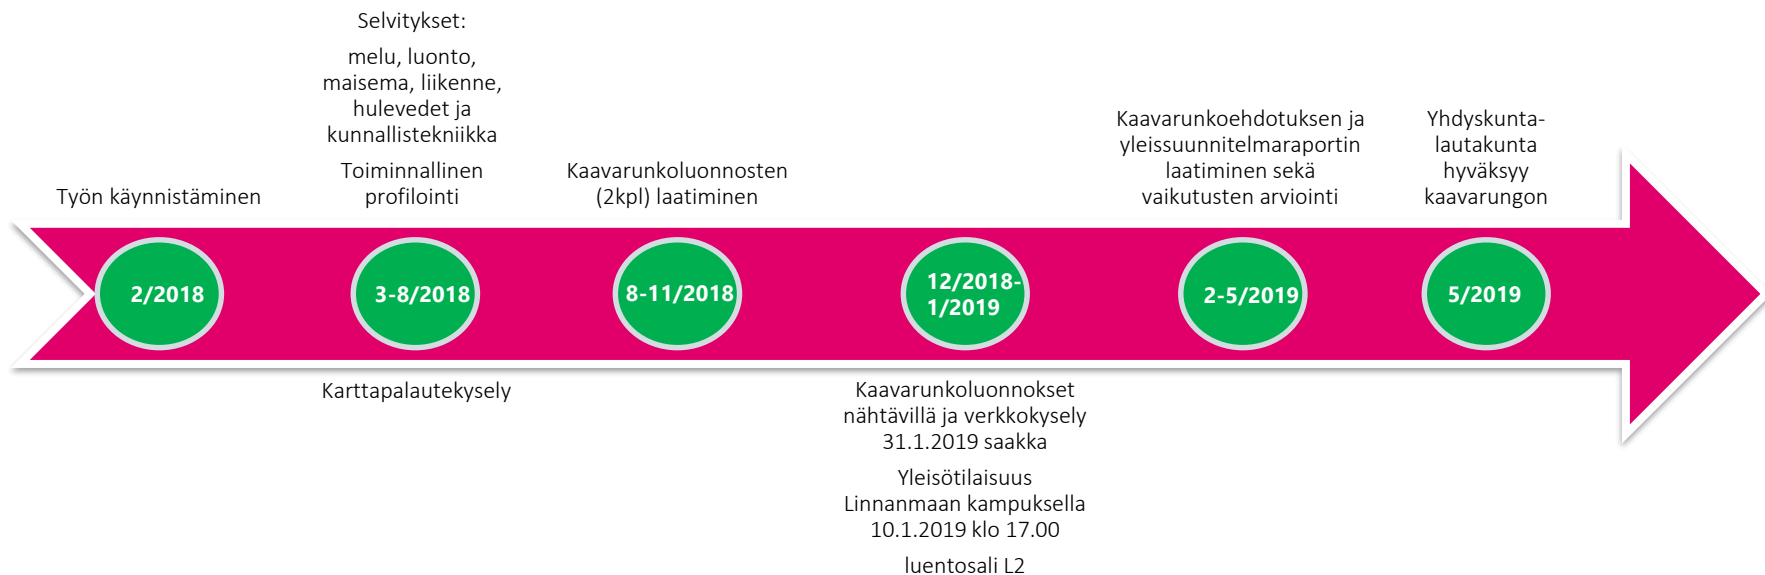 Selvitykset:
melu, luonto,
maisema, liikenne,
hulevedet ja
kunnallistekniikka
Toiminnallinen
profilointi
Työn käynnistäminen
Kaavarunkoluonnosten
(2kpl) laatiminen
Kaavarunkoehdotuksen ja
yleissuunnitelmaraportin
laatiminen sekä
vaikutusten arviointi
Yhdyskunta-
lautakunta
hyväksyy
kaavarungon
2/2018
3-8/2018
8-11/2018
12/2018-
1/2019
2-5/2019
5/2019
Karttapalautekysely
Kaavarunkoluonnokset
nähtävillä ja verkkokysely
31.1.2019 saakka
Yleisötilaisuus
Linnanmaan kampuksella
10.1.2019 klo 17.00
luentosali L2